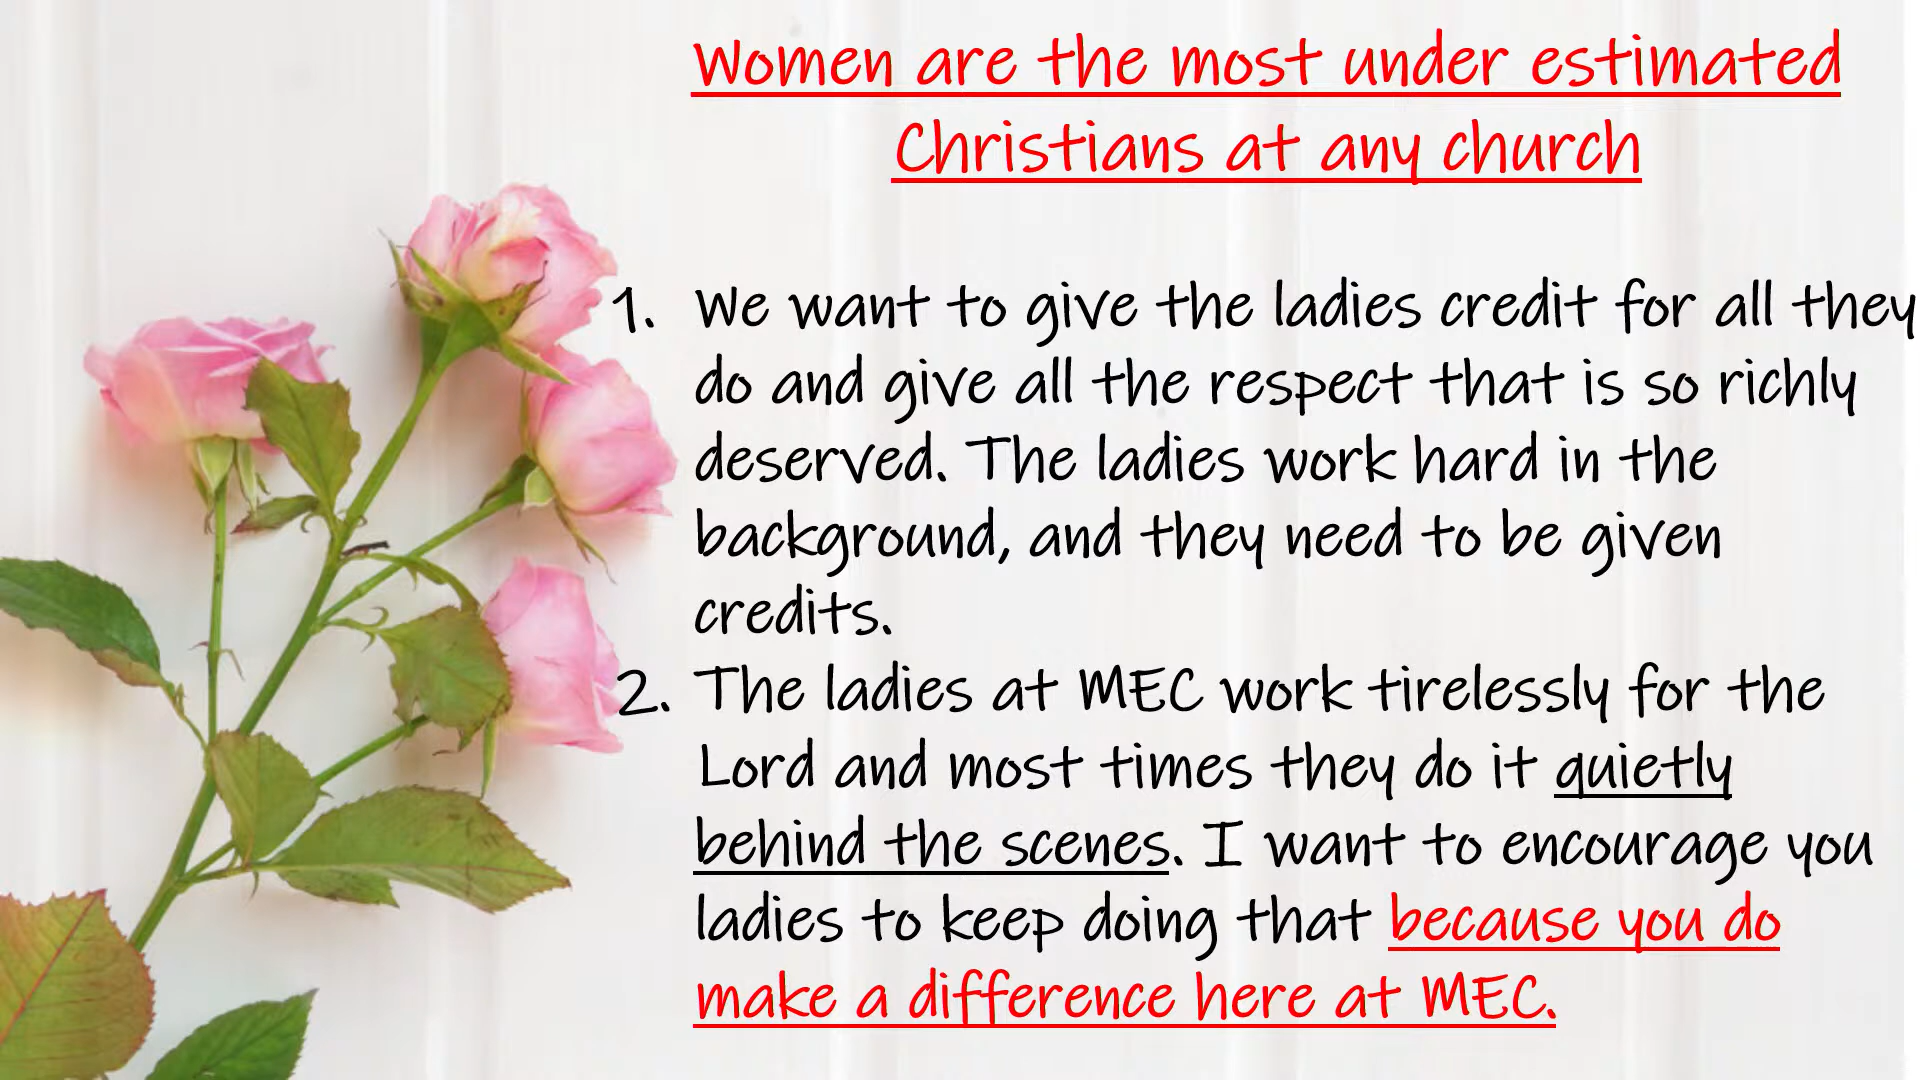 Women are the most under estimated
Christians at any church
1. We want to give the ladies credit for all they
do and give all the respect that is so richly
deserved. The ladies work hard in the
background, and they need to be given
credits.
2. The ladies at MEC work tirelessly for the
Lord and most times they do it quietly
behind the scenes. I want to encourage you
ladies to keep doing that because you do
make a difference here at MEC.